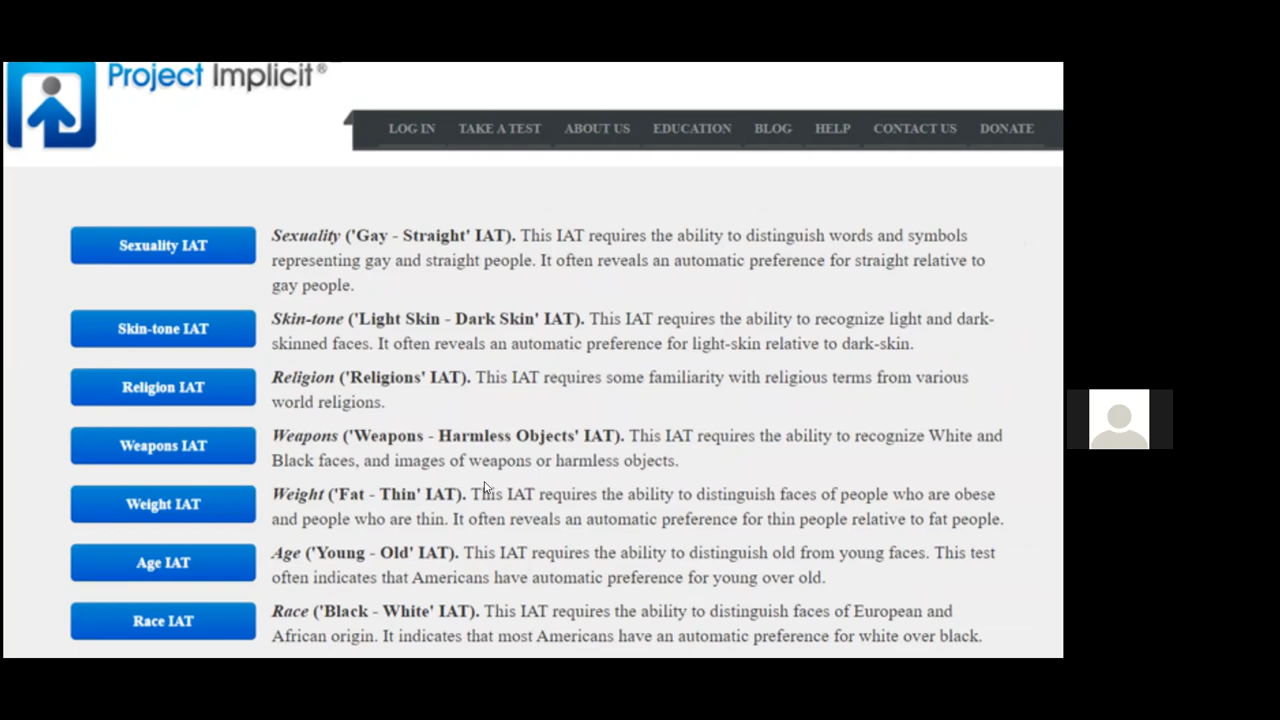 Project Implicit®
LOG IN TAKE A TEST ABOUT US EDUCATION BLOG HELP CONTACT US DONATE
Sexuality IAT
Sexuality ('Gay - Straight' IAT). This IAT requires the ability to distinguish words and symbols
representing gay and straight people. It often reveals an automatic preference for straight relative to
gay people.
Skin-tone IAT
Skin-tone ('Light Skin - Dark Skin' IAT). This IAT requires the ability to recognize light and dark-
skinned faces. It often reveals an automatic preference for light-skin relative to dark-skin.
Religion IAT
Religion ('Religions' IAT). This IAT requires some familiarity with religious terms from various
world religions.
Weapons IAT
Weapons ('Weapons - Harmless Objects' IAT). This IAT requires the ability to recognize White and
Black faces, and images of weapons or harmless objects.
Weight IAT
Weight ('Fat - Thin' IAT). This IAT requires the ability to distinguish faces of people who are obese
and people who are thin. It often reveals an automatic preference for thin people relative to fat people.
Age IAT
Age ('Young - Old' IAT). This IAT requires the ability to distinguish old from young faces. This test
often indicates that Americans have automatic preference for young over old.
Race IAT
Race ('Black - White' IAT). This IAT requires the ability to distinguish faces of European and
African origin. It indicates that most Americans have an automatic preference for white over black.